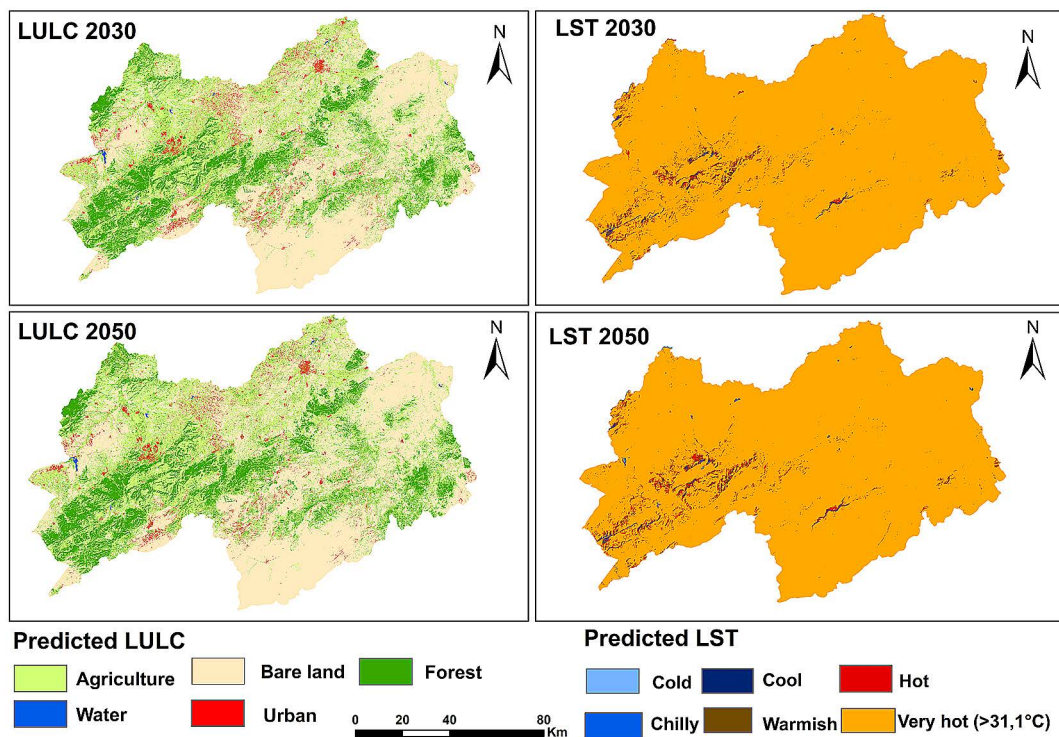 LULC 2030
N
LST 2030
N
LULC 2050
N
LST 2050
N
Predicted LULC
Agriculture
Bare land
Forest
Water
Urban
0 20 40 80
Km
Predicted LST
Cold
Cool
Hot
Chilly
Warmish
Very hot (>31,1°C)